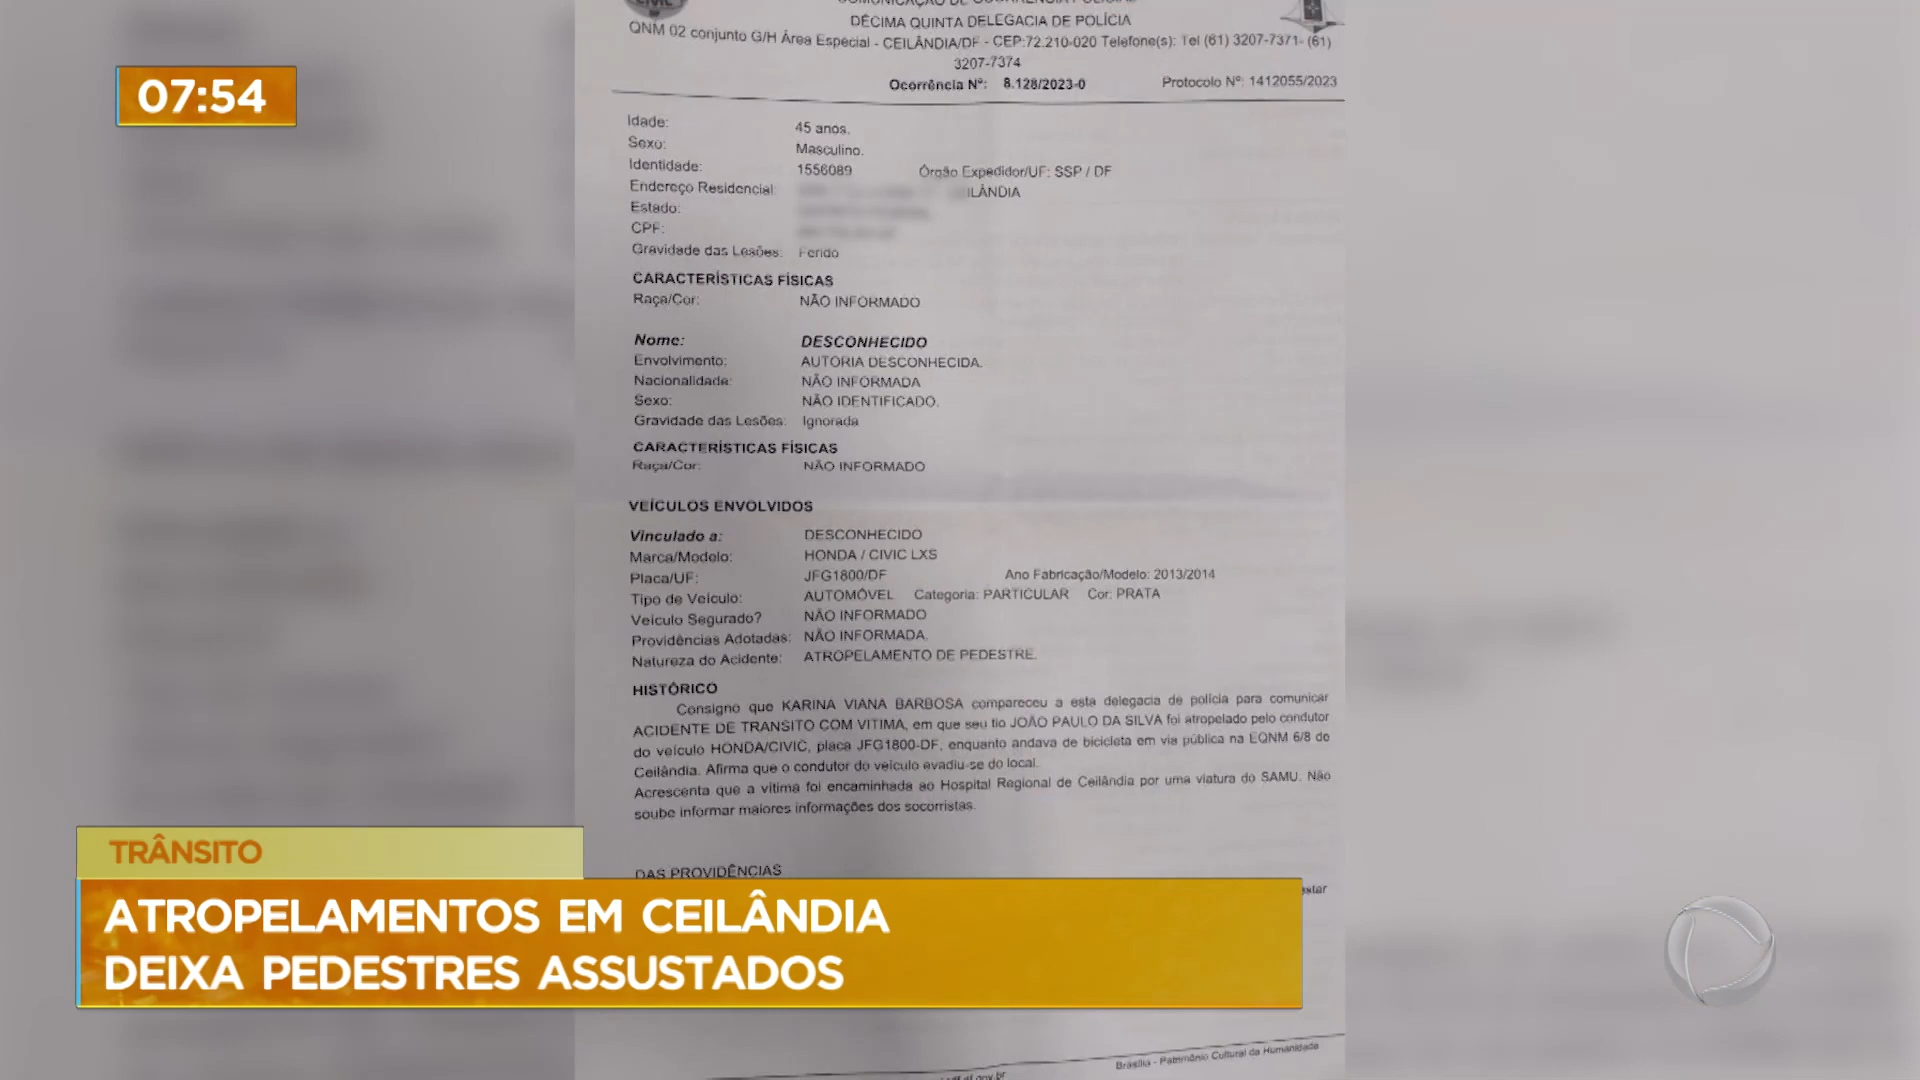 07:54
CIVIL
COMUNICAÇÃO DE OCORRÊNCIA POLICIAL
DÉCIMA QUINTA DELEGACIA DE POLÍCIA
QNM 02 conjunto G/H Área Especial - CEILÂNDIA/DF - CEP:72.210-020 Telefone(s): Tel (61) 3207-7371- (61)
3207-7374
Ocorrência Nº: 8.128/2023-0 Protocolo Nº: 1412055/2023
Idade: 45 anos.
Sexo: Masculino.
Identidade: 1556089 Órgão Expedidor/UF: SSP / DF
Endereço Residencial: ILÂNDIA
Estado:
CPF:
Gravidade das Lesões: Ferido
CARACTERÍSTICAS FÍSICAS
Raça/Cor: NÃO INFORMADO
Nome: DESCONHECIDO
Envolvimento: AUTORIA DESCONHECIDA.
Nacionalidade: NÃO INFORMADA
Sexo: NÃO IDENTIFICADO.
Gravidade das Lesões: Ignorada
CARACTERÍSTICAS FÍSICAS
Raça/Cor: NÃO INFORMADO
VEÍCULOS ENVOLVIDOS
Vinculado a: DESCONHECIDO
Marca/Modelo: HONDA / CIVIC LXS
Placa/UF: JFG1800/DF Ano Fabricação/Modelo: 2013/2014
Tipo de Veículo: AUTOMÓVEL Categoria: PARTICULAR Cor: PRATA
Veículo Segurado? NÃO INFORMADO
Providências Adotadas: NÃO INFORMADA.
Natureza do Acidente: ATROPELAMENTO DE PEDESTRE.
HISTÓRICO
Consigno que KARINA VIANA BARBOSA compareceu a esta delegacia de polícia para comunicar
ACIDENTE DE TRANSITO COM VITIMA, em que seu tio JOÃO PAULO DA SILVA foi atropelado pelo condutor
do veículo HONDA/CIVIC, placa JFG1800-DF, enquanto andava de bicicleta em via pública na EQNM 6/8 de
Ceilândia. Afirma que o condutor do veículo evadiu-se do local.
Acrescenta que a vítima foi encaminhada ao Hospital Regional de Ceilândia por uma viatura do SAMU. Não
soube informar maiores informações dos socorristas.
DAS PROVIDÊNCIAS
estar
TRÂNSITO
ATROPELAMENTOS EM CEILÂNDIA
DEIXA PEDESTRES ASSUSTADOS
Brasília - Patrimônio Cultural da Humanidade